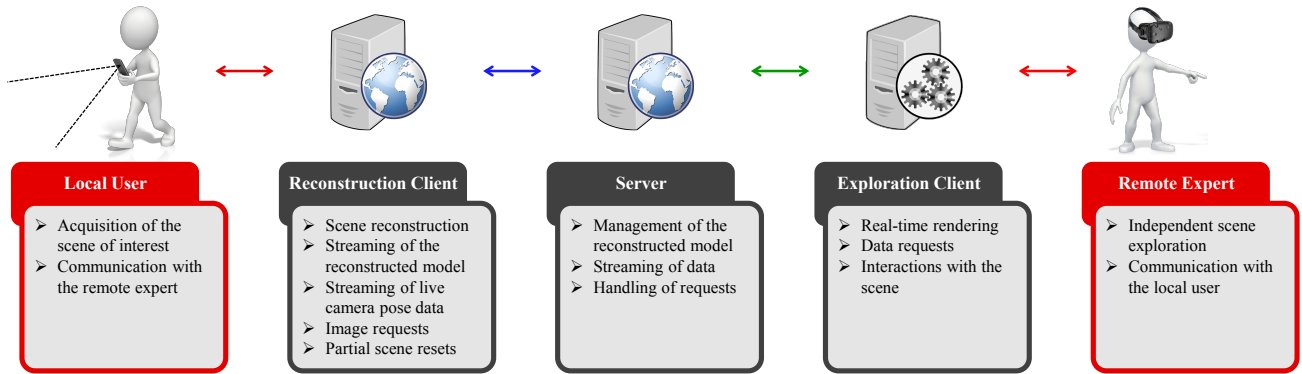 Local User
➢ Acquisition of the
scene of interest
➢ Communication with
the remote expert
Reconstruction Client
➢ Scene reconstruction
➢ Streaming of the
reconstructed model
➢ Streaming of live
camera pose data
➢ Image requests
➢ Partial scene resets
Server
➢ Management of the
reconstructed model
➢ Streaming of data
➢ Handling of requests
Exploration Client
➢ Real-time rendering
➢ Data requests
➢ Interactions with the
scene
Remote Expert
➢ Independent scene
exploration
➢ Communication with
the local user